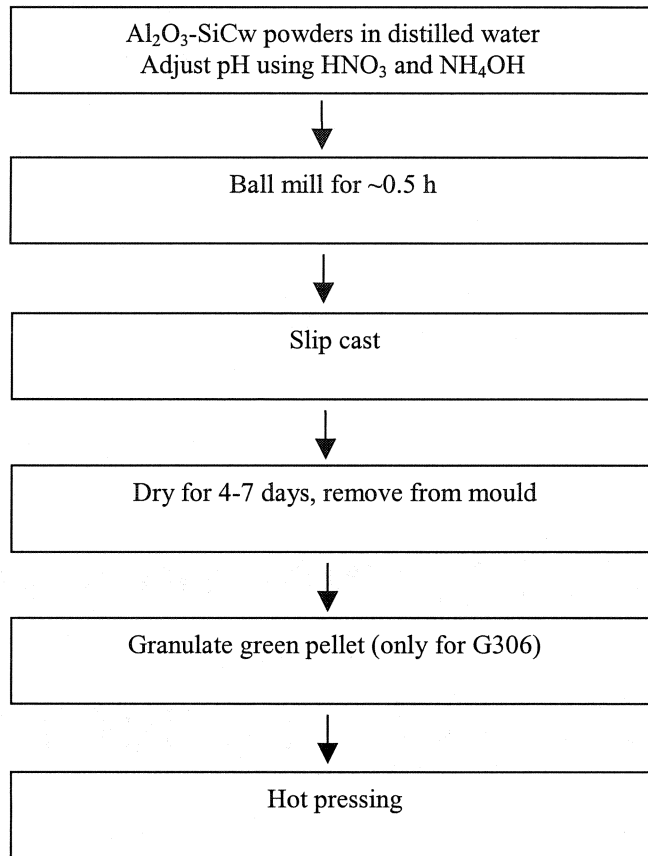 Al₂O₃-SiCw powders in distilled water
Adjust pH using HNO₃ and NH₄OH
Ball mill for ~0.5 h
Slip cast
Dry for 4-7 days, remove from mould
Granulate green pellet (only for G306)
Hot pressing